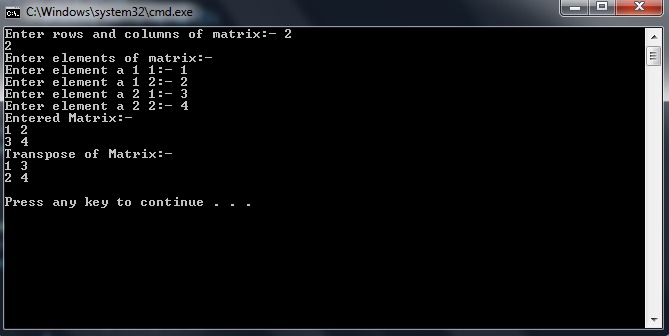 C:\Windows\system32\cmd.exe
Enter rows and columns of matrix:- 2
2
Enter elements of matrix:-
Enter element a 1 1:- 1
Enter element a 1 2:- 2
Enter element a 2 1:- 3
Enter element a 2 2:- 4
Entered Matrix:-
1 2
3 4
Transpose of Matrix:-
1 3
2 4
Press any key to continue . . .